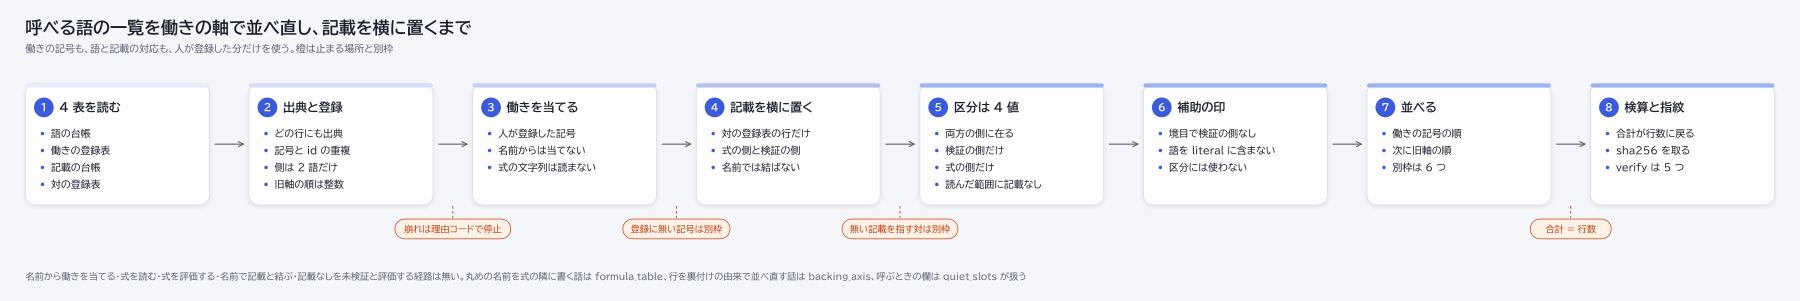 呼べる語の一覧を働きの軸で並べ直し、記載を横に置くまで
働きの記号も、語と記載の対応も、人が登録した分だけを使う。橙は止まる場所と別枠
1 4 表を読む
• 語の台帳
• 働きの登録表
• 記載の台帳
• 対の登録表
2 出典と登録
• どの行にも出典
• 記号と id の重複
• 側は 2 語だけ
• 旧軸の順は整数
3 働きを当てる
• 人が登録した記号
• 名前からは当てない
• 式の文字列は読まない
4 記載を横に置く
• 対の登録表の行だけ
• 式の側と検証の側
• 名前では結ばない
5 区分は 4 値
• 両方の側に在る
• 検証の側だけ
• 式の側だけ
• 読んだ範囲に記載なし
6 補助の印
• 境目で検証の側なし
• 語を literal に含まない
• 区分には使わない
7 並べる
• 働きの記号の順
• 次に旧軸の順
• 別枠は 6 つ
8 検算と指紋
• 合計が行数に戻る
• sha256 を取る
• verify は 5 つ
崩れは理由コードで停止
登録に無い記号は別枠
無い記載を指す対は別枠
合計 = 行数
名前から働きを当てる・式を読む・式を評価する・名前で記載と結ぶ・記載なしを未検証と評価する経路は無い。丸めの名前を式の隣に書く話は formula_table、行を裏付けの由来で並べ直す話は backing_axis、呼ぶときの欄は quiet_slots が扱う